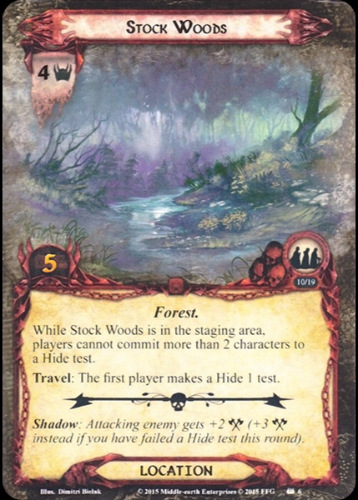 STOCK WOODS
4
5
10/19
Forest.
While Stock Woods is in the staging area,
players cannot commit more than 2 characters to
a Hide test.
Travel: The first player makes a Hide 1 test.
Shadow: Attacking enemy gets +2 (+3
instead if you have failed a Hide test this round).
LOCATION
Illus. Dimitri Bielak
© 2015 Middle-earth Enterprises © 2015 FFG
6